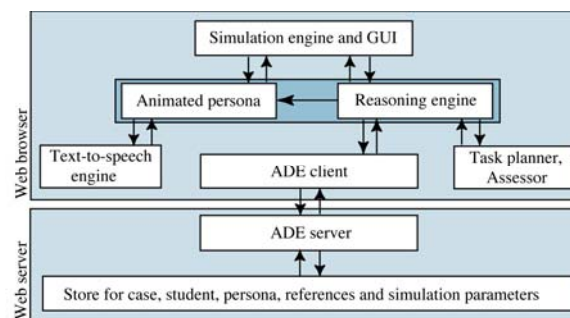 Simulation engine and GUI
Animated persona
Reasoning engine
Text-to-speech
engine
ADE client
Task planner,
Assessor
Web browser
ADE server
Store for case, student, persona, references and simulation parameters
Web server